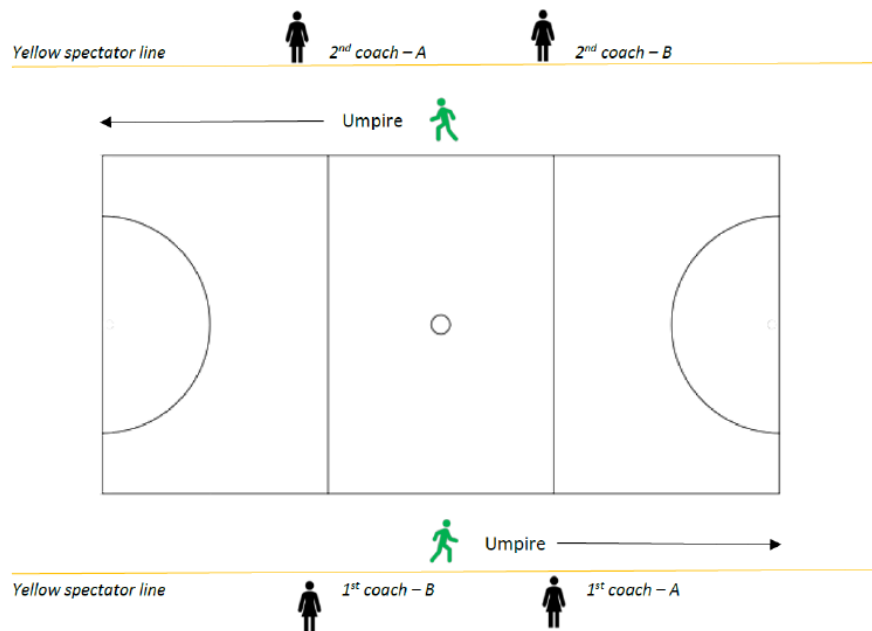 Yellow spectator line 2nd coach – A 2nd coach – B
Umpire
Umpire
Yellow spectator line 1st coach – B 1st coach – A